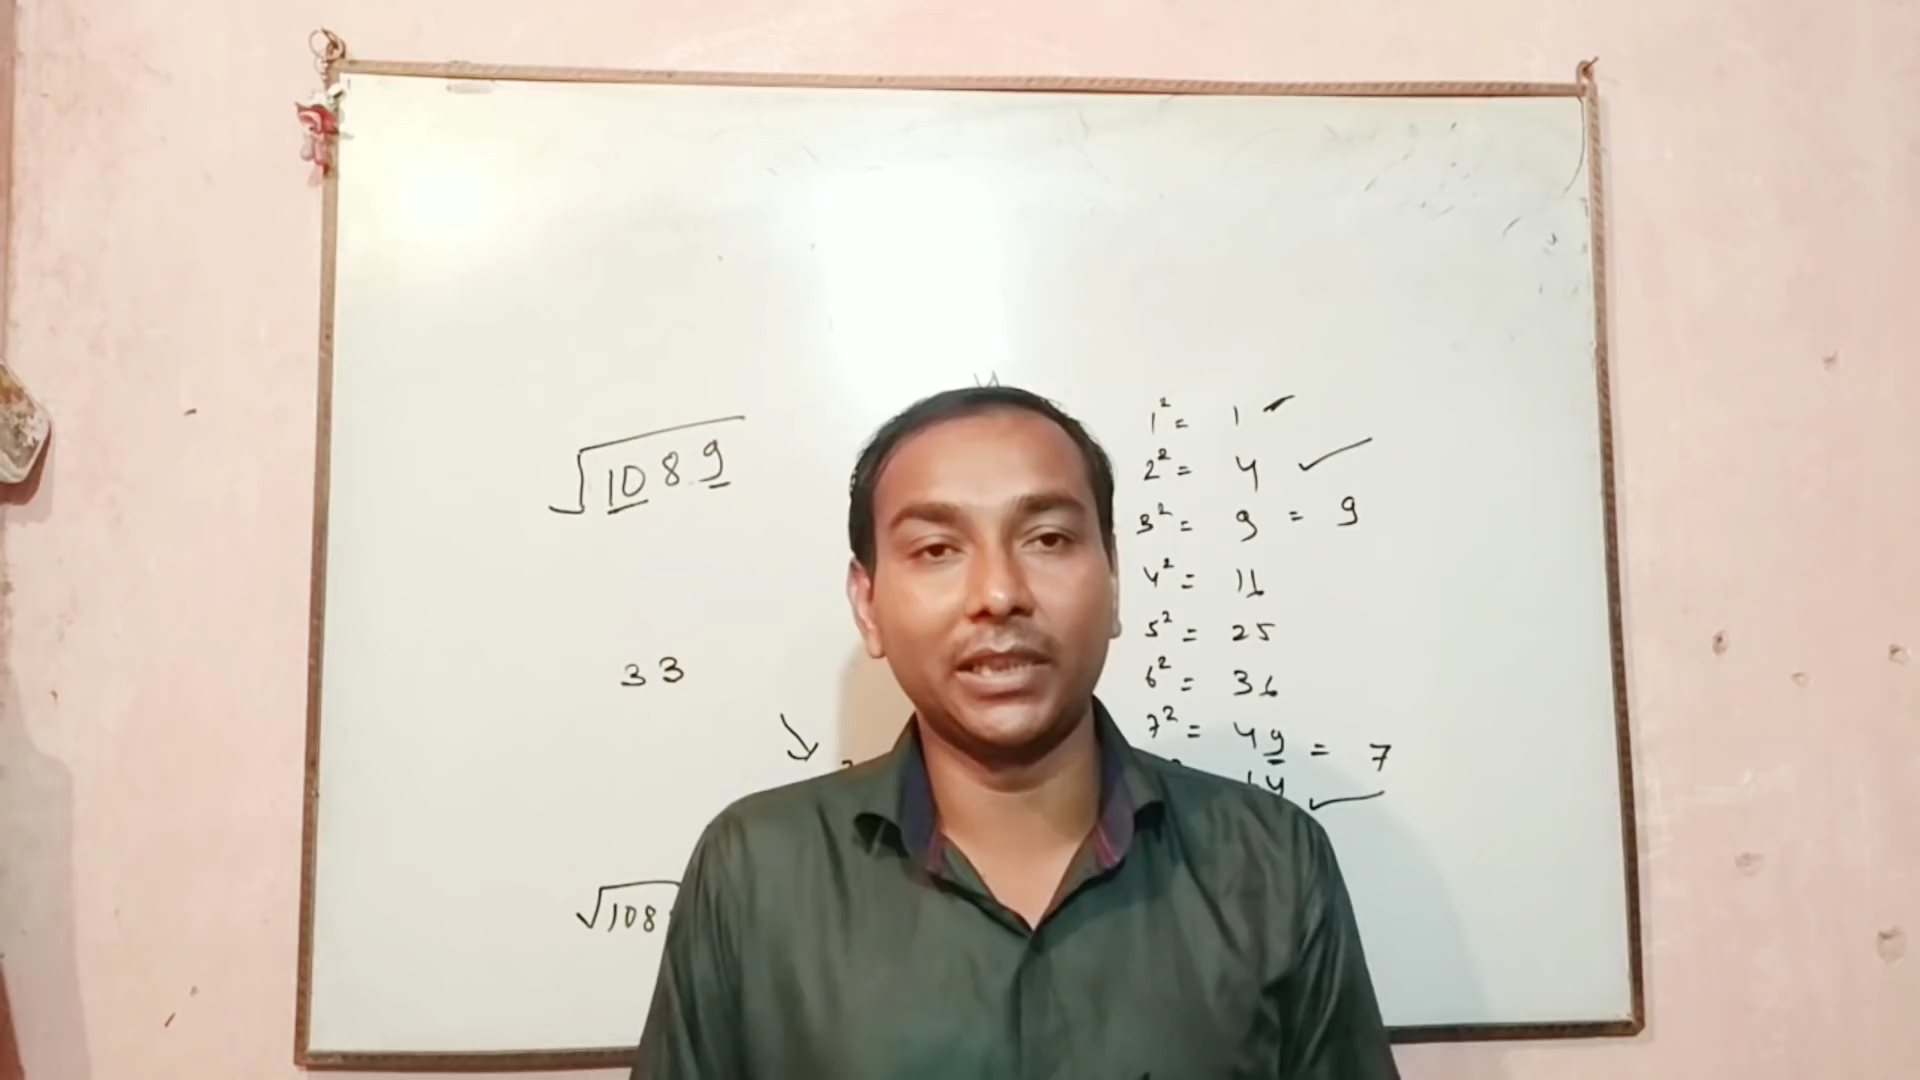 √1089
33
√108
1² = 1
2² = 4
3² = 9 = 9
4² = 16
5² = 25
6² = 36
7² = 49 = 7
64